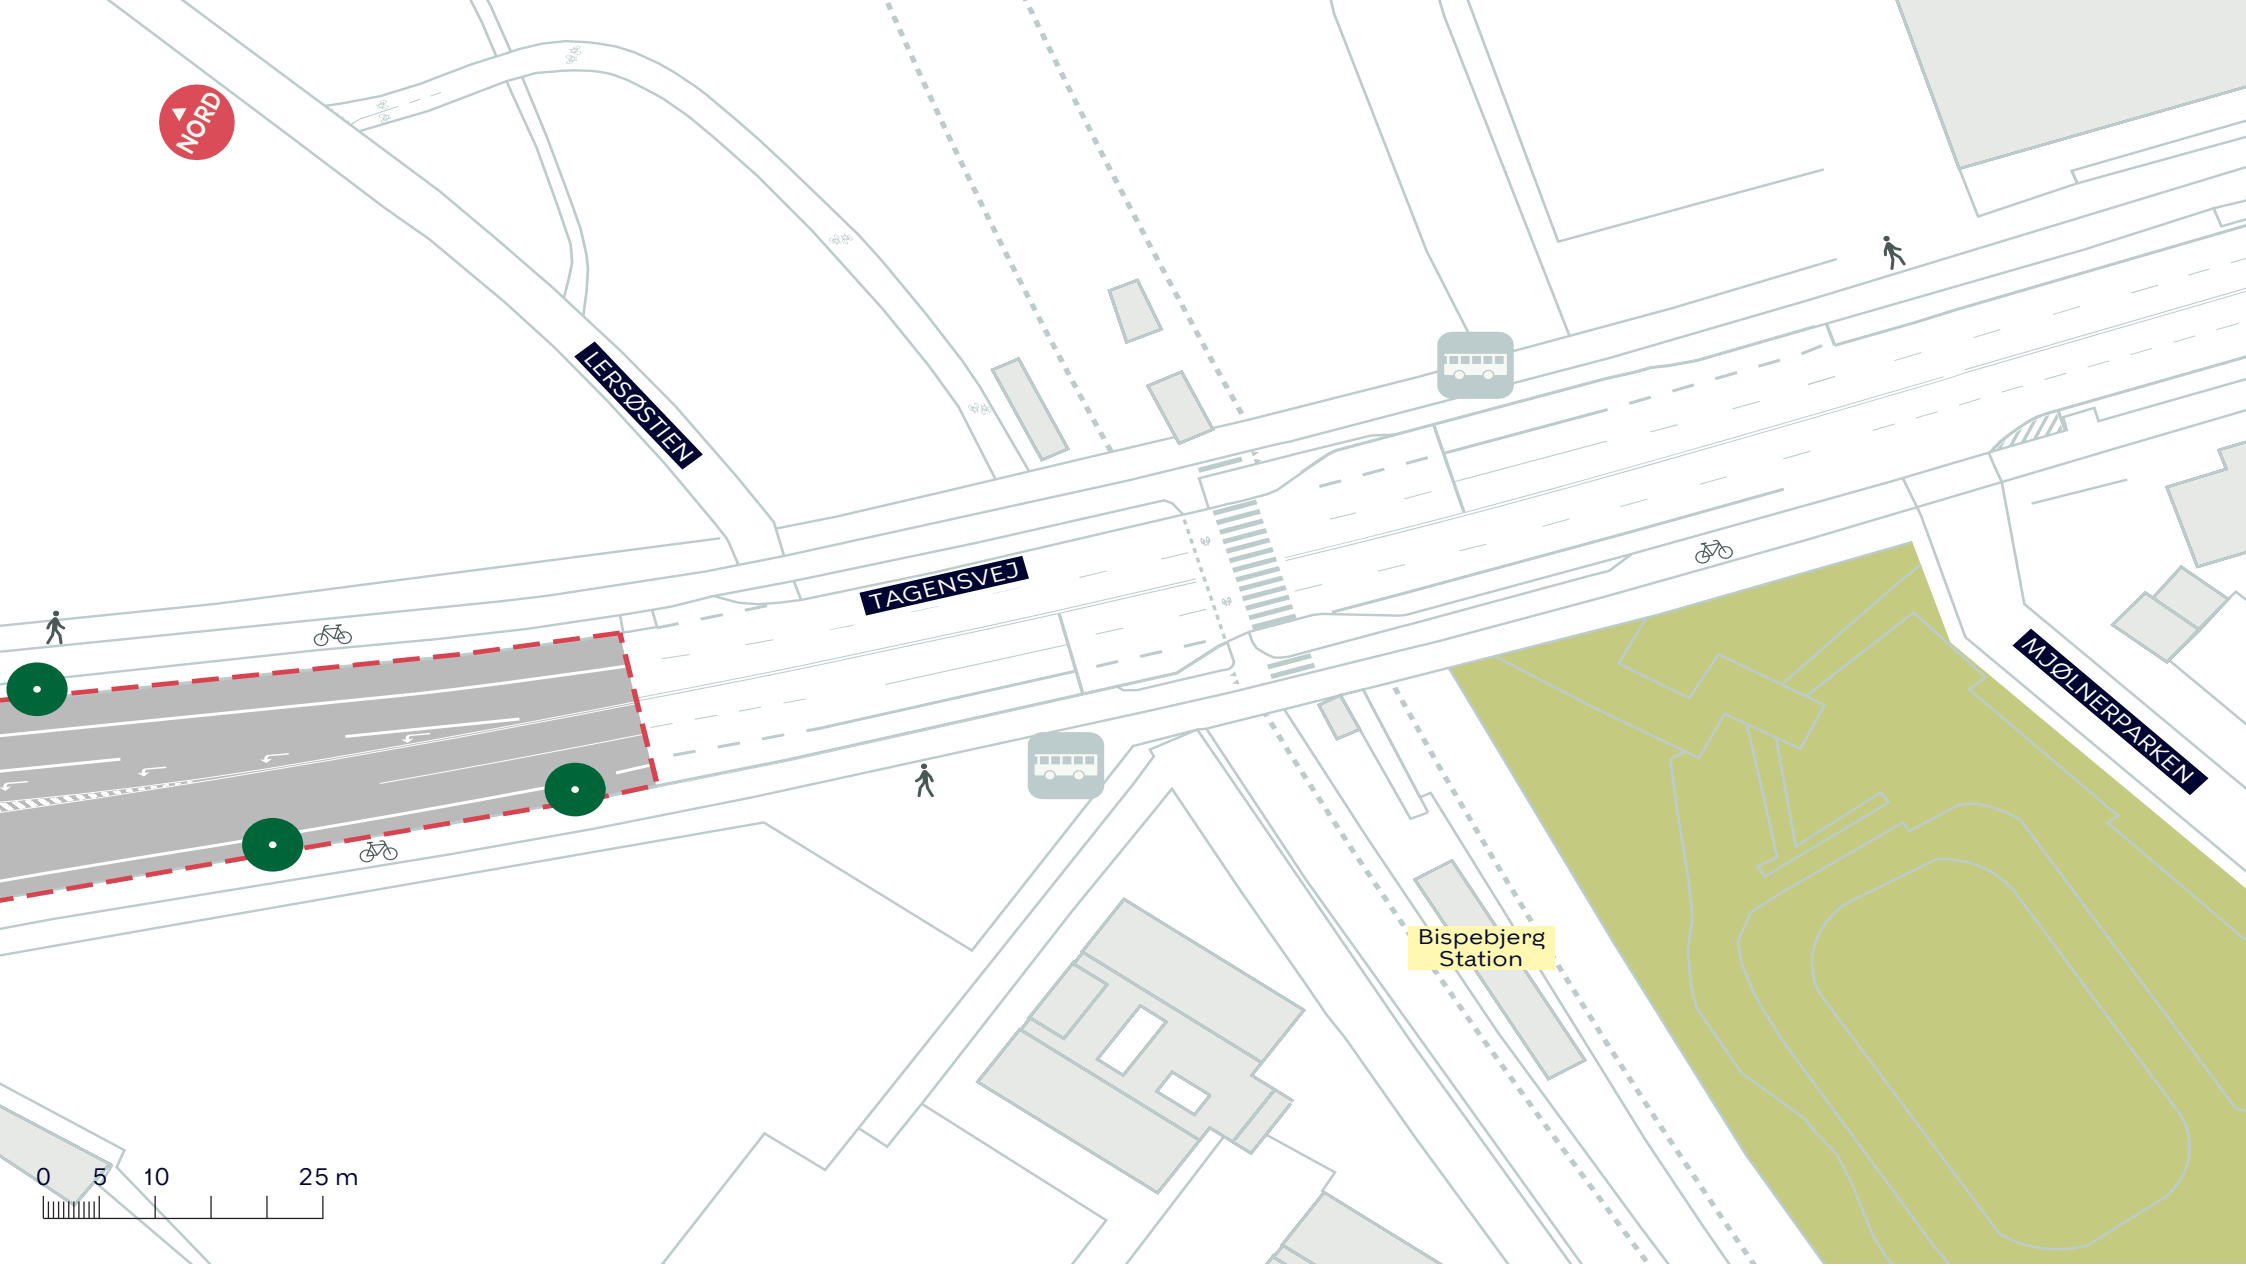 NORD
LERSØSTIEN
TAGENSVEJ
MJØLNERPARKEN
Bispebjerg
Station
0 5 10 25 m